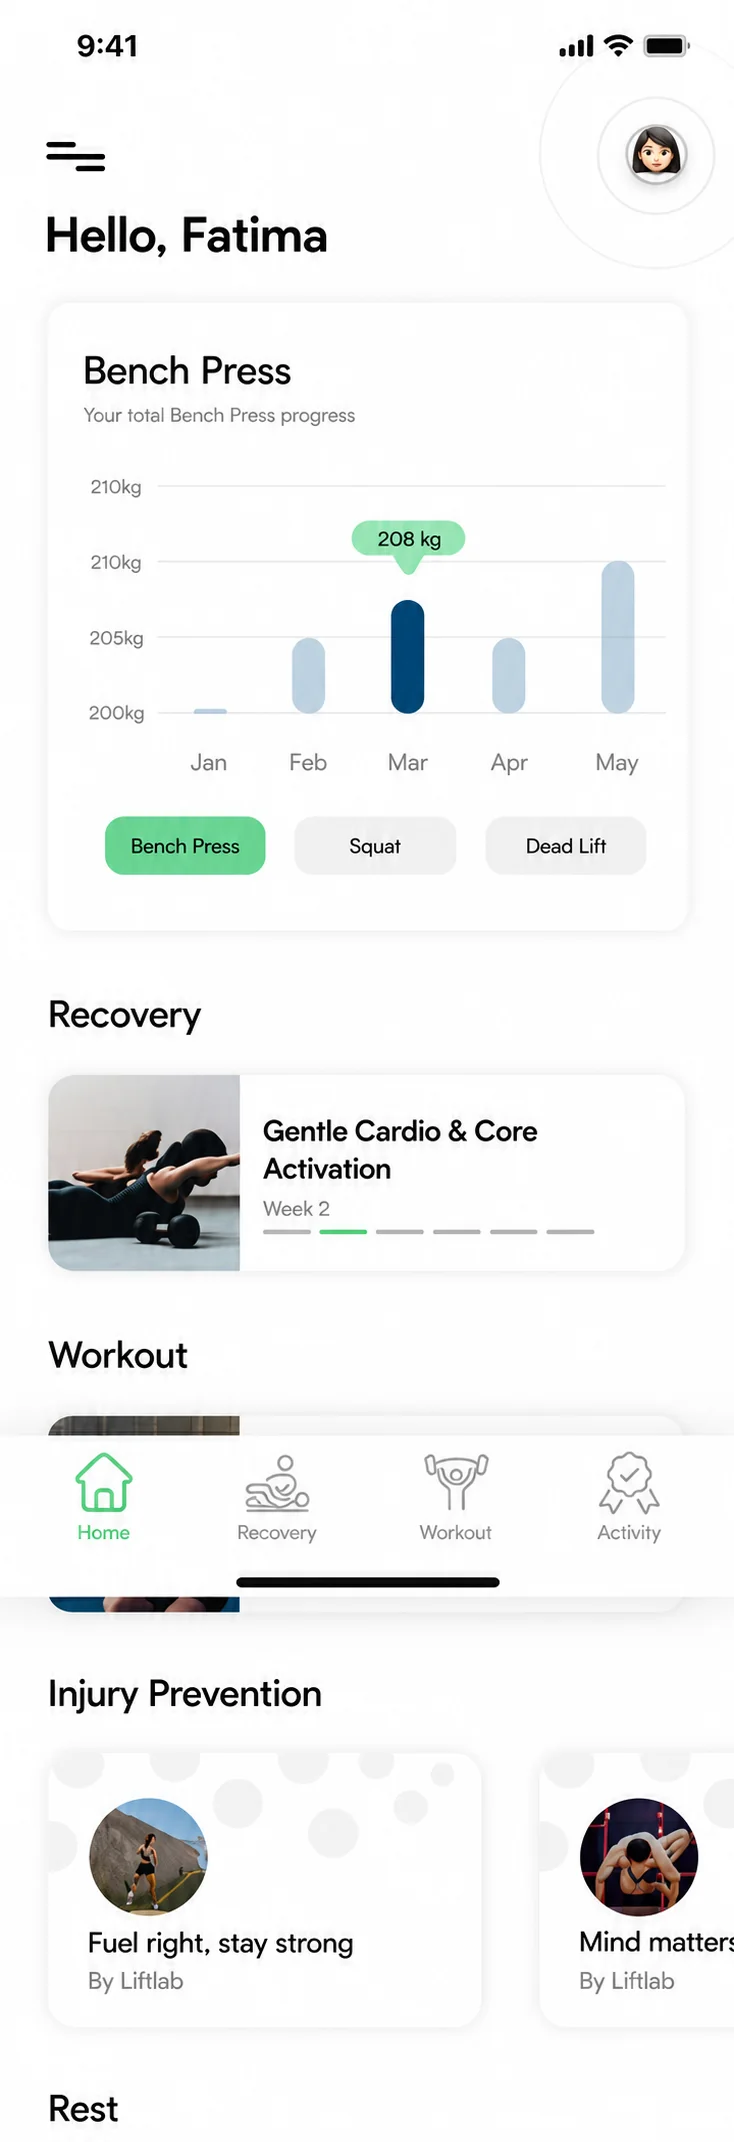 9:41
Hello, Fatima
Bench Press
Your total Bench Press progress
210kg
208 kg
210kg
205kg
200kg
Jan Feb Mar Apr May
Bench Press Squat Dead Lift
Recovery
Gentle Cardio & Core
Activation
Week 2
Workout
Home Recovery Workout Activity
Injury Prevention
Fuel right, stay strong
By Liftlab
Mind matters
By Liftlab
Rest